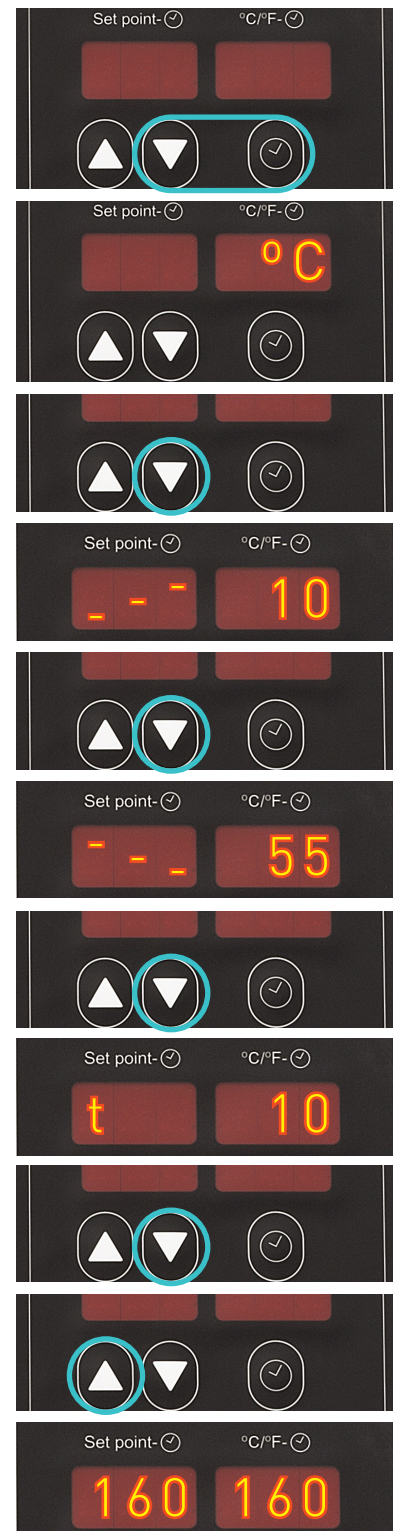 Set point- °C/°F-
Set point- °C/°F-
°C
Set point- °C/°F-
10
Set point- °C/°F-
55
Set point- °C/°F-
t 10
Set point- °C/°F-
160 160